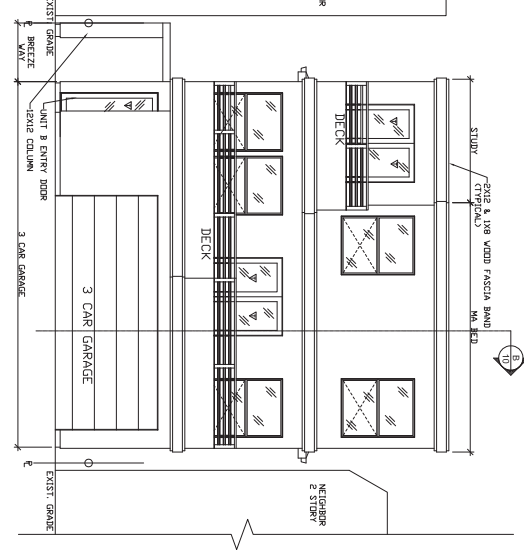 STUDY
2X12 & 1X8 WOOD FASCIA BAND
(TYPICAL)
MA BED
B
10
DECK
DECK
3 CAR GARAGE
NEIGHBOR
2 STORY
EXIST. GRADE
BREEZE
WAY
UNIT B ENTRY DOOR
12X12 COLUMN
3 CAR GARAGE
EXIST. GRADE